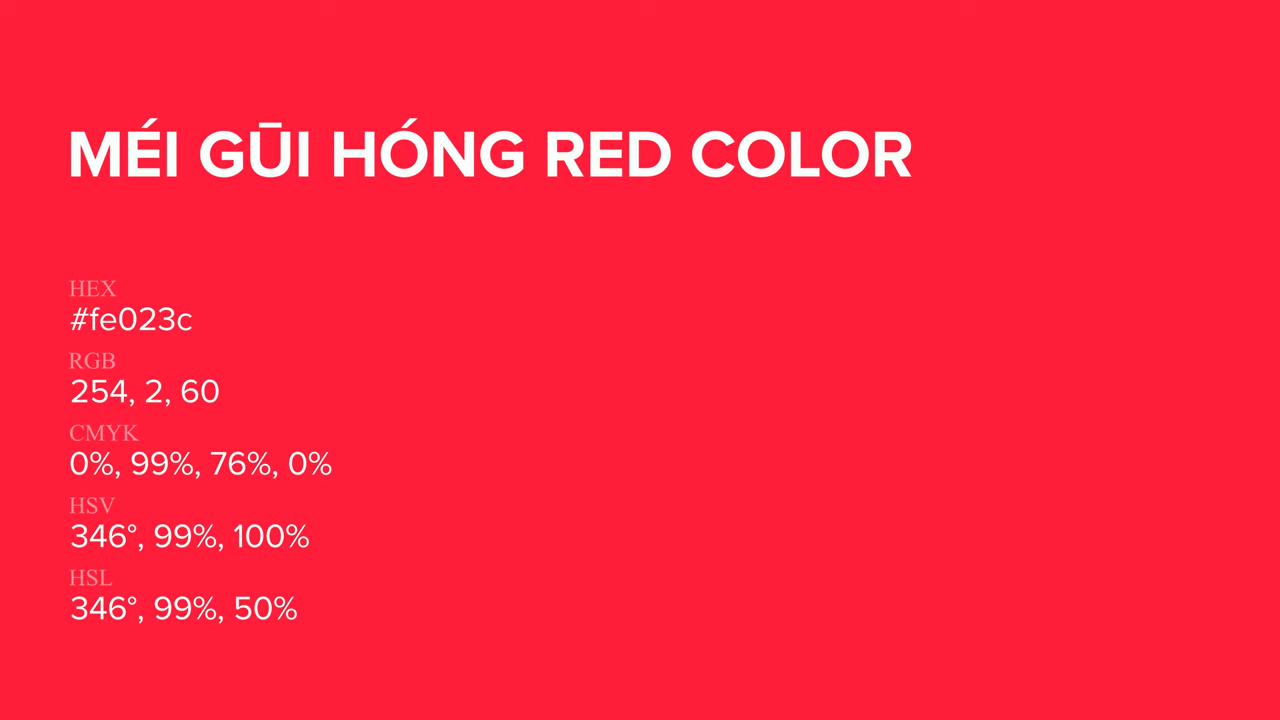 MÉI GŪI HÓNG RED COLOR
HEX
#fe023c
RGB
254, 2, 60
CMYK
0%, 99%, 76%, 0%
HSV
346°, 99%, 100%
HSL
346°, 99%, 50%